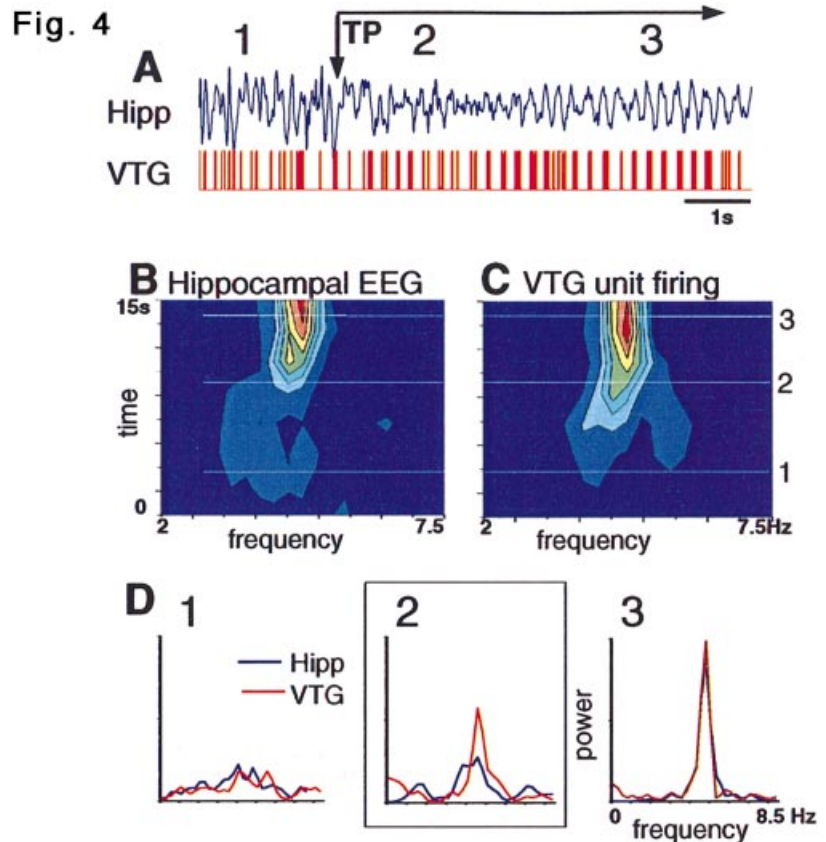 Fig. 4
1 TP 2 3
A
Hipp
VTG
1s
B Hippocampal EEG
C VTG unit firing
15s
time
0
2 7.5
frequency
3
2
1
2 7.5Hz
frequency
D 1 2 3
Hipp
VTG
power
0 8.5 Hz
frequency